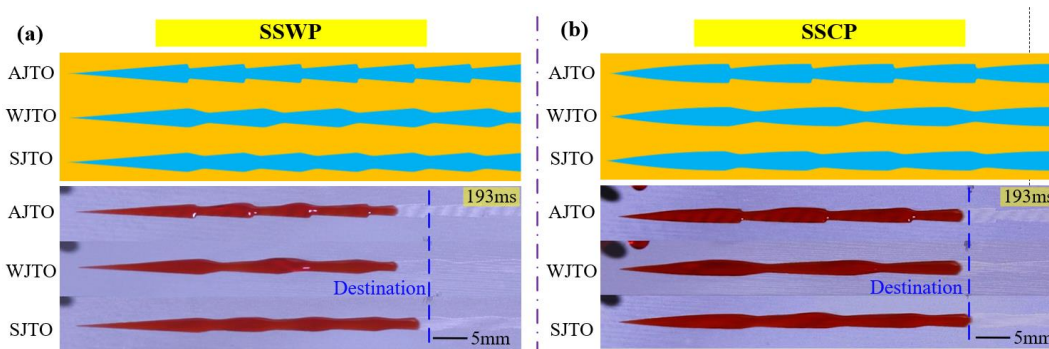 (a)
SSWP
AJTO
WJTO
SJTO
AJTO
193ms
WJTO
Destination
SJTO
5mm
(b)
SSCP
AJTO
WJTO
SJTO
AJTO
193ms
WJTO
Destination
SJTO
5mm